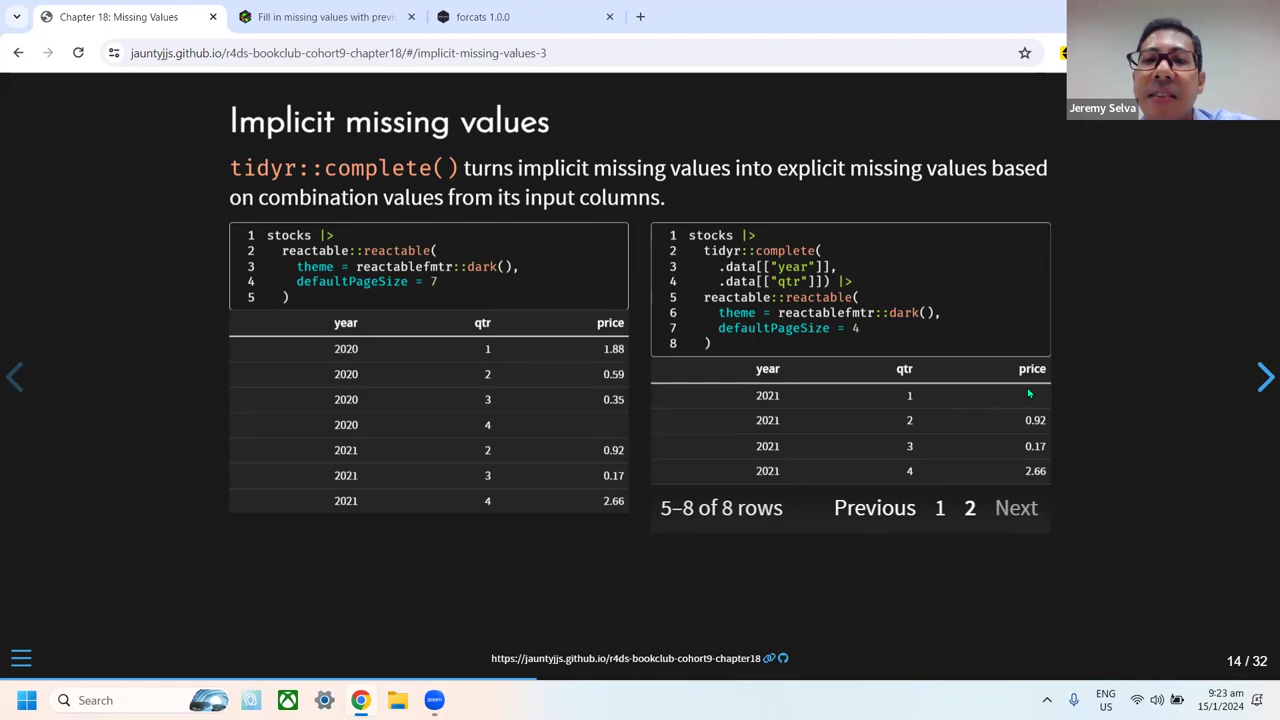 Chapter 18: Missing Values
Fill in missing values with prev
forcats 1.0.0
jauntyjjs.github.io/r4ds-bookclub-cohort9-chapter18/#/implicit-missing-values-3
Jeremy Selva
Implicit missing values
tidyr::complete() turns implicit missing values into explicit missing values based
on combination values from its input columns.
1 stocks |>
2 reactable::reactable(
3 theme = reactablefmtr::dark(),
4 defaultPageSize = 7
5 )
year qtr price
2020 1 1.88
2020 2 0.59
2020 3 0.35
2020 4
2021 2 0.92
2021 3 0.17
2021 4 2.66
1 stocks |>
2 tidyr::complete(
3 .data[["year"]],
4 .data[["qtr"]]) |>
5 reactable::reactable(
6 theme = reactablefmtr::dark(),
7 defaultPageSize = 4
8 )
year qtr price
2021 1
2021 2 0.92
2021 3 0.17
2021 4 2.66
5–8 of 8 rows Previous 1 2 Next
https://jauntyjjs.github.io/r4ds-bookclub-cohort9-chapter18
14 / 32
Search
zoom
ENG
US
9:23 am
15/1/2024